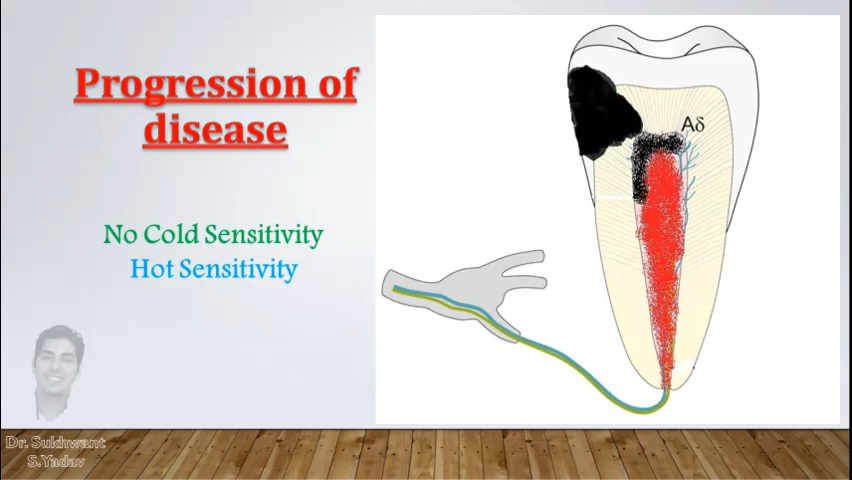 Progression of
disease
No Cold Sensitivity
Hot Sensitivity
Aδ
Dr. Sukhwant
S.Yadav